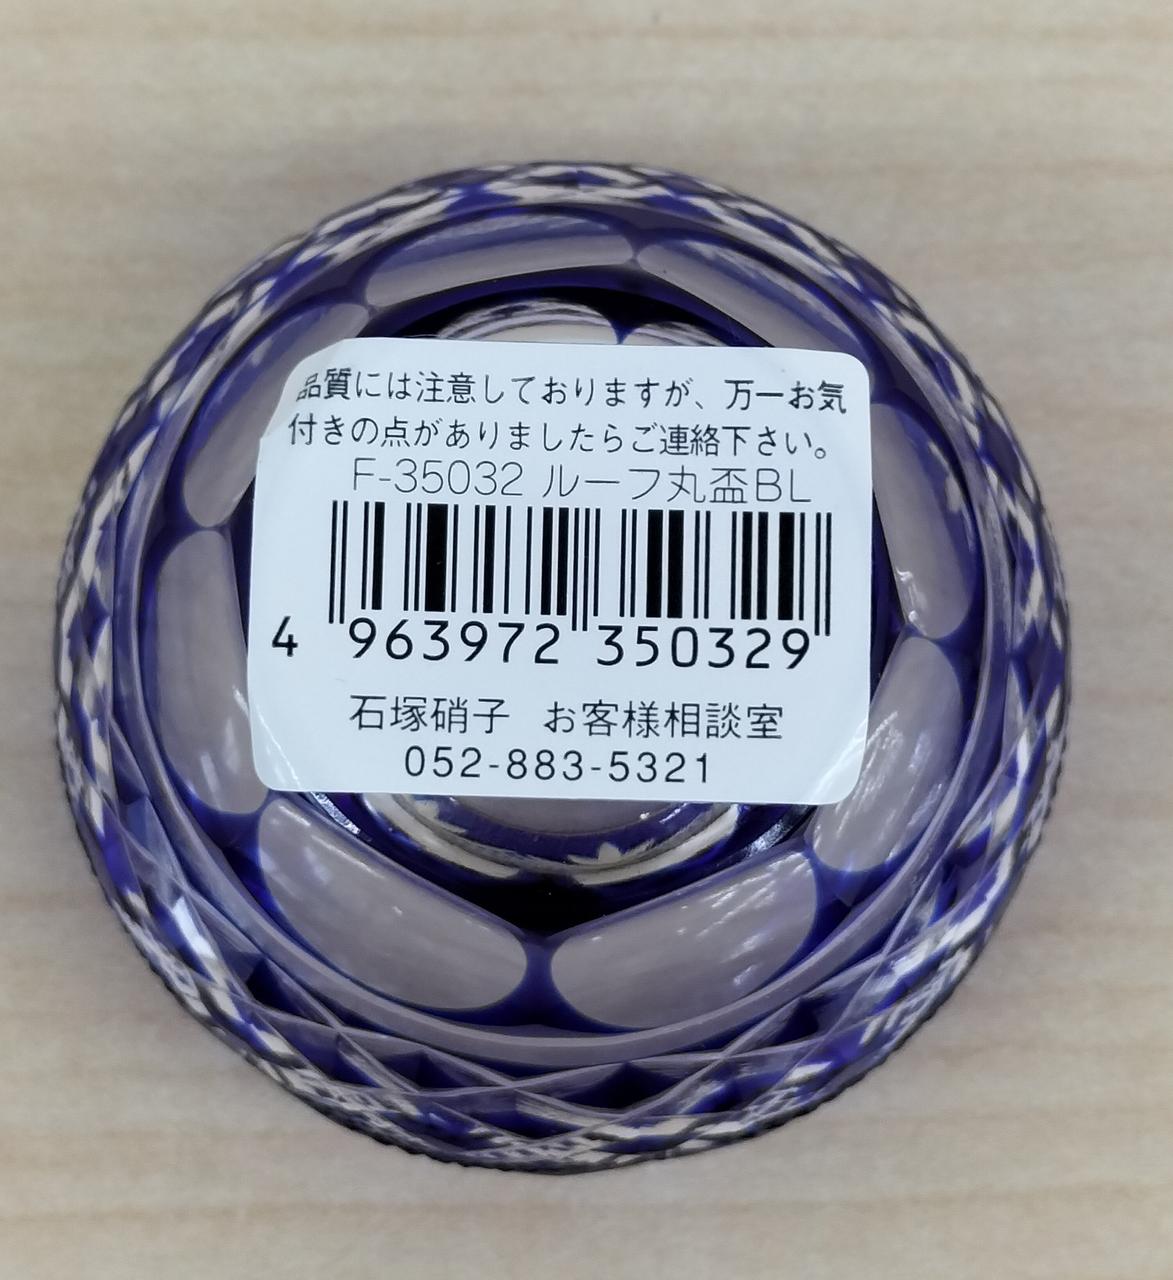 品質には注意しておりますが、万一お気
付きの点がありましたらご連絡下さい。
F-35032 ルーフ丸盃BL
4 963972 350329
石塚硝子 お客様相談室
052-883-5321